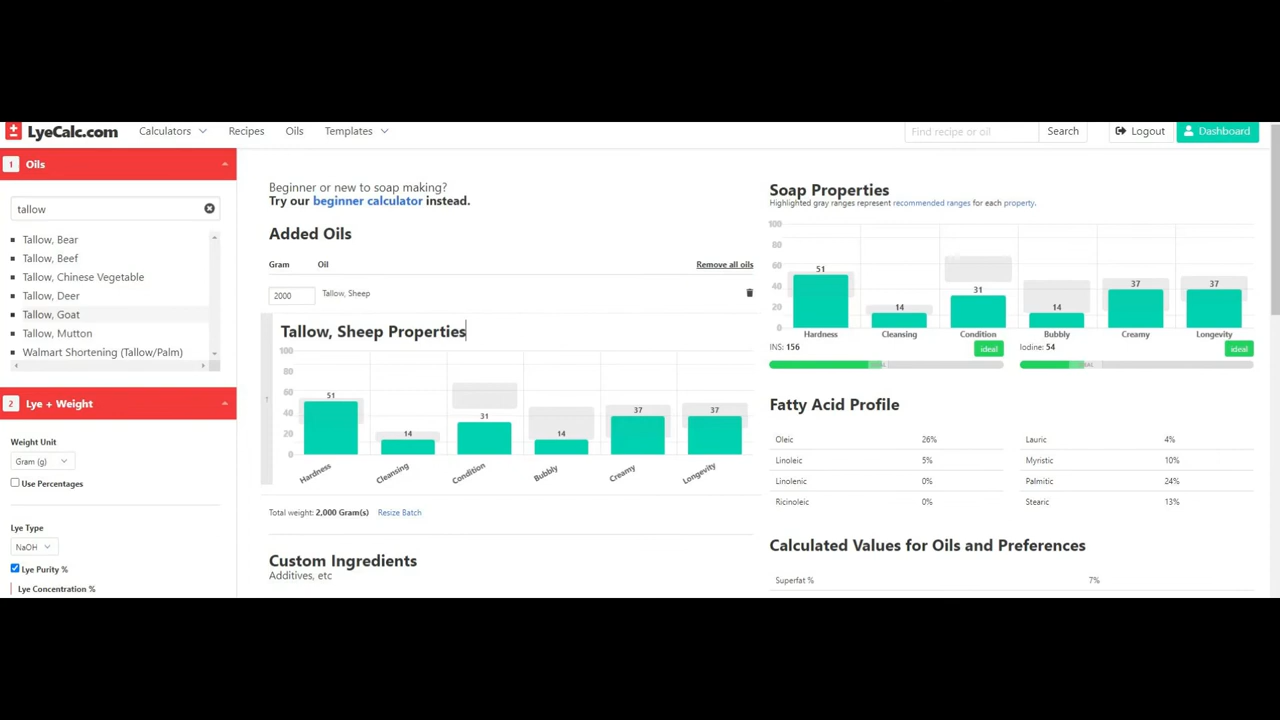 LyeCalc.com
Calculators
Recipes
Oils
Templates
Find recipe or oil
Search
Logout
Dashboard
1 Oils
tallow
Tallow, Bear
Tallow, Beef
Tallow, Chinese Vegetable
Tallow, Deer
Tallow, Goat
Tallow, Mutton
Walmart Shortening (Tallow/Palm)
2 Lye + Weight
Weight Unit
Gram (g)
Use Percentages
Lye Type
NaOH
Lye Purity %
Lye Concentration %
Beginner or new to soap making?
Try our beginner calculator instead.
Added Oils
Gram Oil Remove all oils
2000 Tallow, Sheep
Tallow, Sheep Properties
100
80
60
40
20
0
51 14 31 14 37 37
Hardness Cleansing Condition Bubbly Creamy Longevity
Total weight: 2,000 Gram(s) Resize Batch
Custom Ingredients
Additives, etc
Soap Properties
Highlighted gray ranges represent recommended ranges for each property.
100
80
60
40
20
0
51 14 31 14 37 37
Hardness Cleansing Condition Bubbly Creamy Longevity
INS: 156 ideal
Iodine: 54 ideal
Fatty Acid Profile
Oleic 26% Lauric 4%
Linoleic 5% Myristic 10%
Linolenic 0% Palmitic 24%
Ricinoleic 0% Stearic 13%
Calculated Values for Oils and Preferences
Superfat % 7%